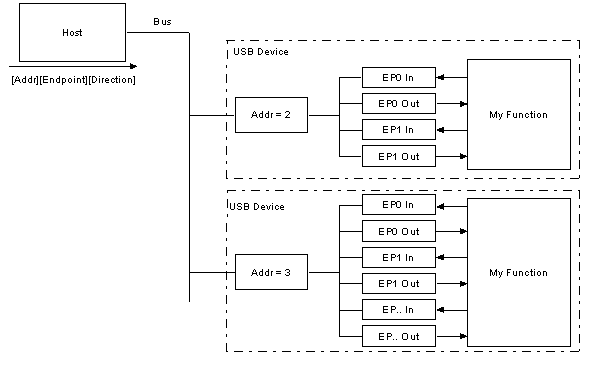 Host
Bus
[Addr][Endpoint][Direction]
USB Device
Addr = 2
EP0 In
EP0 Out
EP1 In
EP1 Out
My Function
USB Device
Addr = 3
EP0 In
EP0 Out
EP1 In
EP1 Out
EP.. In
EP.. Out
My Function